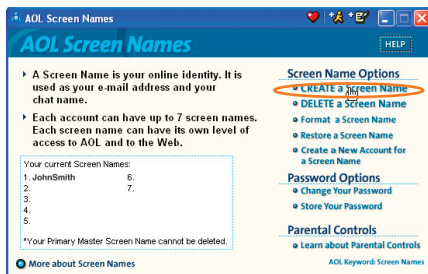 AOL Screen Names
AOL Screen Names
HELP
A Screen Name is your online identity. It is
used as your e-mail address and your
chat name.
Each account can have up to 7 screen names.
Each screen name can have its own level of
access to AOL and to the Web.
Your current Screen Names:
1. JohnSmith 6.
2. 7.
3.
4.
5.
*Your Primary Master Screen Name cannot be deleted.
More about Screen Names
Screen Name Options
CREATE a Screen Name
DELETE a Screen Name
Format a Screen Name
Restore a Screen Name
Create a New Account for
a Screen Name
Password Options
Change Your Password
Store Your Password
Parental Controls
Learn about Parental Controls
AOL Keyword: Screen Names